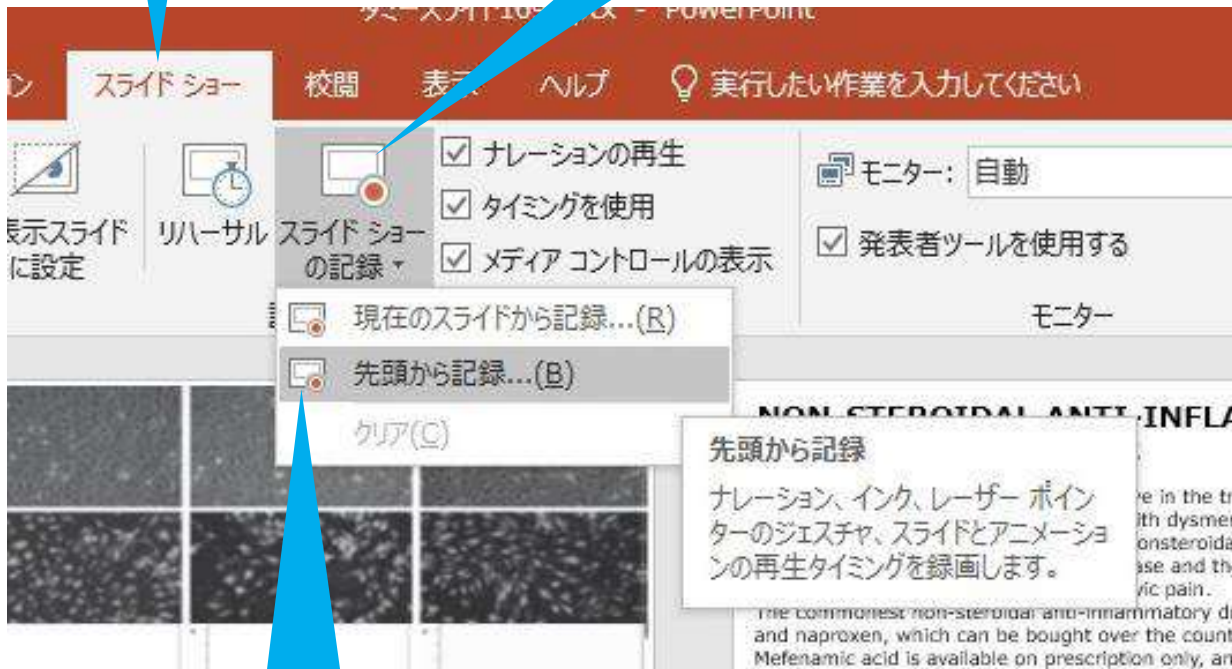 PowerPoint
スライド ショー 校閲 表示 ヘルプ 実行したい作業を入力してください
ナレーションの再生
タイミングを使用
メディア コントロールの表示
モニター: 自動
発表者ツールを使用する
モニター
表示スライド
に設定
リハーサル
スライド ショー
の記録
現在のスライドから記録...(R)
先頭から記録...(B)
クリア(C)
先頭から記録
ナレーション、インク、レーザー ポイン
ターのジェスチャ、スライドとアニメーショ
ンの再生タイミングを録画します。
NON-STEROIDAL ANTI-INFLA
in the
dysme
and the
pain.
The commonest non-steroidal anti-inflammatory
and naproxen, which can be bought over the coun
Mefenamic acid is available on prescription only, an